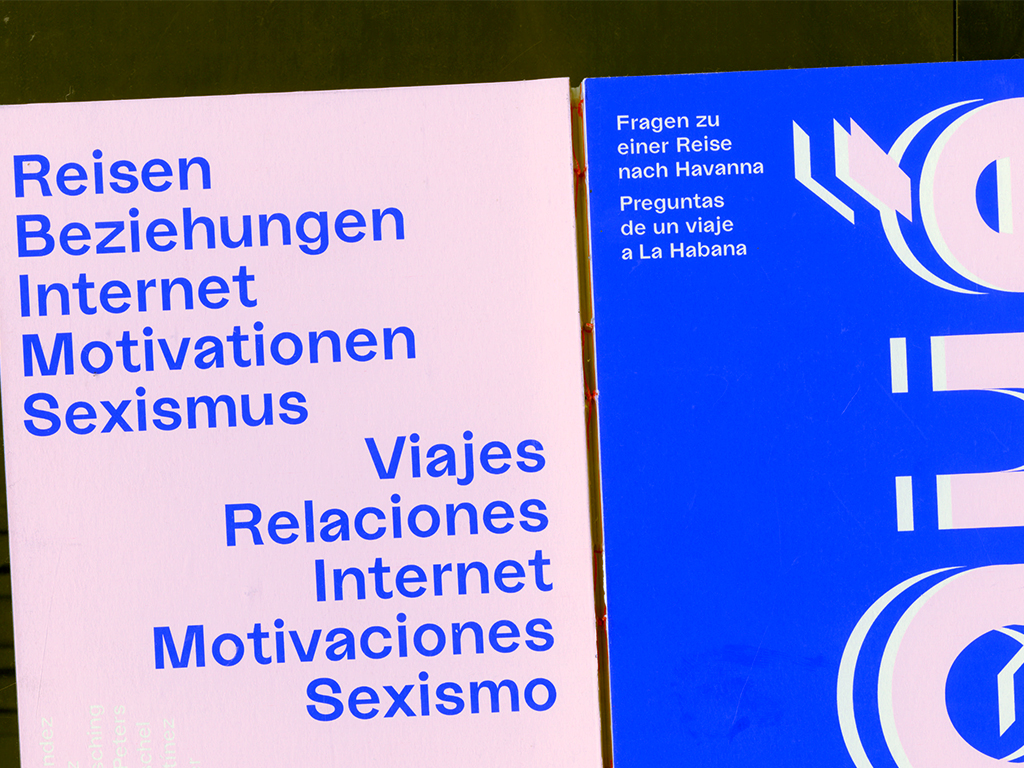 Reisen
Beziehungen
Internet
Motivationen
Sexismus
Viajes
Relaciones
Internet
Motivaciones
Sexismo
Fragen zu
einer Reise
nach Havanna
Preguntas
de un viaje
a La Habana